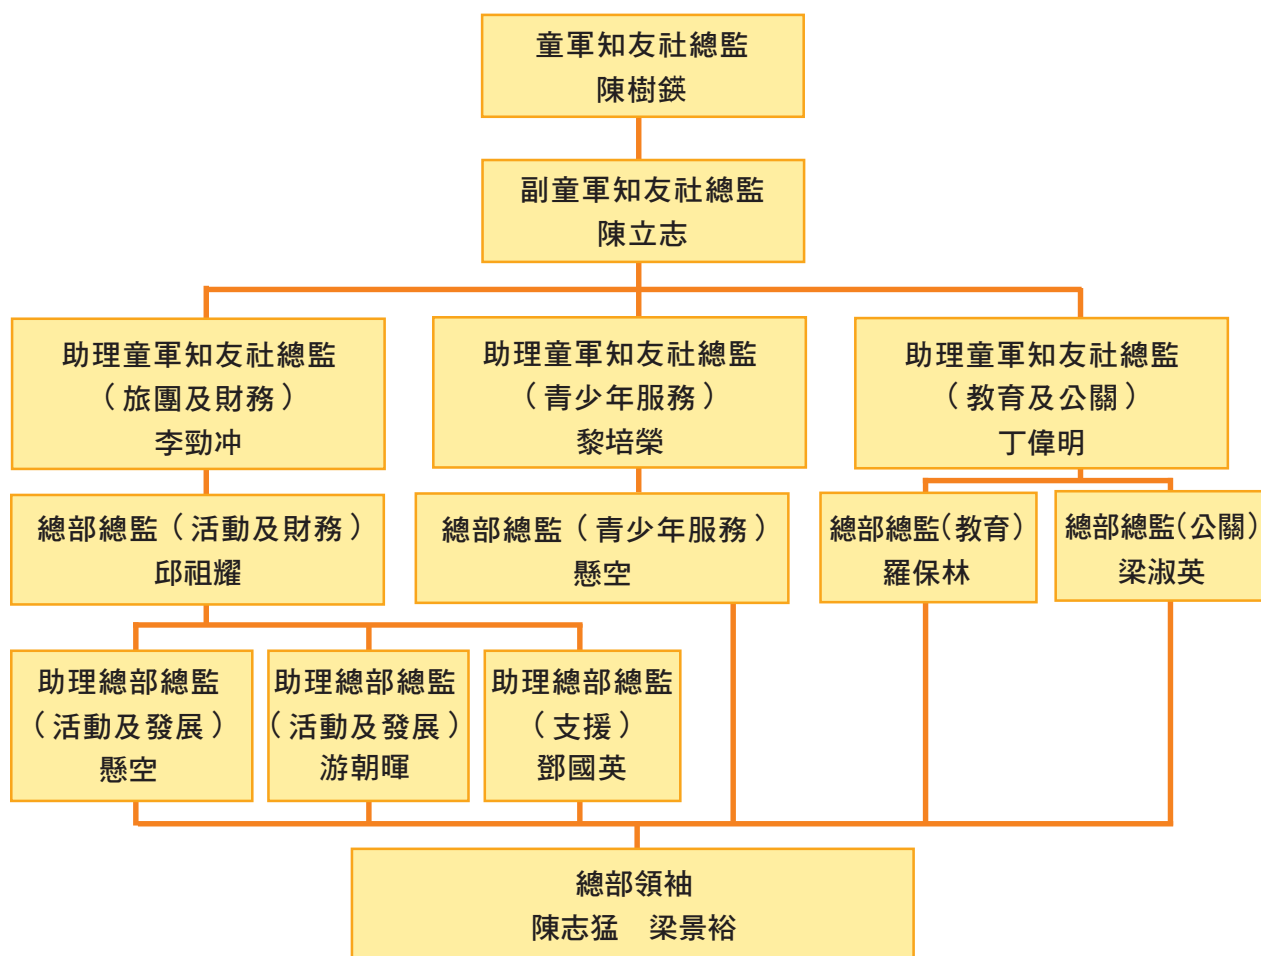 童軍知友社總監
陳樹鍈
副童軍知友社總監
陳立志
助理童軍知友社總監
（旅團及財務）
李勁冲
助理童軍知友社總監
（青少年服務）
黎培榮
助理童軍知友社總監
（教育及公關）
丁偉明
總部總監（活動及財務）
邱祖耀
總部總監（青少年服務）
懸空
總部總監（教育）
羅保林
總部總監（公關）
梁淑英
助理總部總監
（活動及發展）
懸空
助理總部總監
（活動及發展）
游朝暉
助理總部總監
（支援）
鄧國英
總部領袖
陳志猛　梁景裕